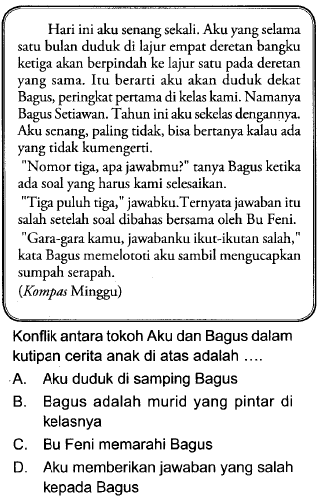 Hari ini aku senang sekali. Aku yang selama
satu bulan duduk di lajur empat deretan bangku
ketiga akan berpindah ke lajur satu pada deretan
yang sama. Itu berarti aku akan duduk dekat
Bagus, peringkat pertama di kelas kami. Namanya
Bagus Setiawan. Tahun ini aku sekelas dengannya.
Aku senang, paling tidak, bisa bertanya kalau ada
yang tidak kumengerti.
"Nomor tiga, apa jawabmu?" tanya Bagus ketika
ada soal yang harus kami selesaikan.
"Tiga puluh tiga," jawabku.Ternyata jawaban itu
salah setelah soal dibahas bersama oleh Bu Feni.
"Gara-gara kamu, jawabanku ikut-ikutan salah,"
kata Bagus memelototi aku sambil mengucapkan
sumpah serapah.
(Kompas Minggu)
Konflik antara tokoh Aku dan Bagus dalam
kutipan cerita anak di atas adalah ....
A. Aku duduk di samping Bagus
B. Bagus adalah murid yang pintar di
kelasnya
C. Bu Feni memarahi Bagus
D. Aku memberikan jawaban yang salah
kepada Bagus